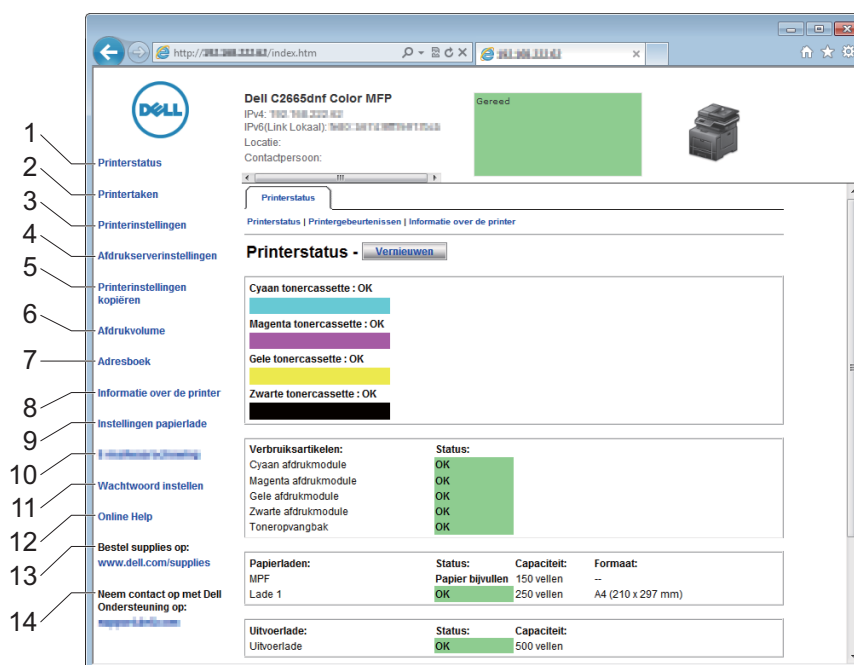 http:// /index.htm
DELL
Dell C2665dnf Color MFP
IPv4:
IPv6(Link Lokaal):
Locatie:
Contactpersoon:
Gereed
1
Printerstatus
2
Printertaken
3
Printerinstellingen
4
Afdrukserverinstellingen
5
Printerinstellingen
kopiëren
6
Afdrukvolume
7
Adresboek
8
Informatie over de printer
9
Instellingen papierlade
10
11
Wachtwoord instellen
12
Online Help
13
Bestel supplies op:
www.dell.com/supplies
14
Neem contact op met Dell
Ondersteuning op:
Printerstatus
Printerstatus | Printergebeurtenissen | Informatie over de printer
Printerstatus - Vernieuwen
Cyaan tonercassette : OK
Magenta tonercassette : OK
Gele tonercassette : OK
Zwarte tonercassette : OK
Verbruiksartikelen: Status:
Cyaan afdrukmodule OK
Magenta afdrukmodule OK
Gele afdrukmodule OK
Zwarte afdrukmodule OK
Toneropvangbak OK
Papierladen: Status: Capaciteit: Formaat:
MPF Papier bijvullen 150 vellen --
Lade 1 OK 250 vellen A4 (210 x 297 mm)
Uitvoerlade: Status: Capaciteit:
Uitvoerlade OK 500 vellen